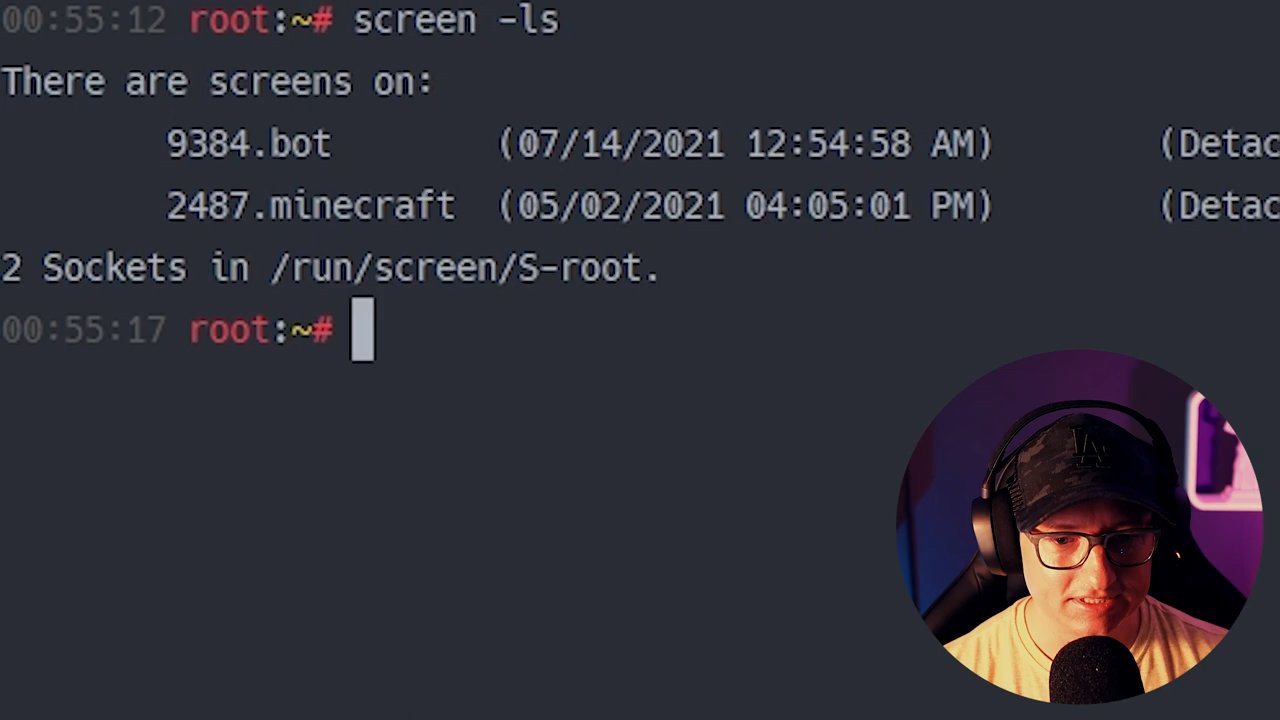 00:55:12 root:~# screen -ls
There are screens on:
9384.bot (07/14/2021 12:54:58 AM) (Detac
2487.minecraft (05/02/2021 04:05:01 PM) (Detac
2 Sockets in /run/screen/S-root.
00:55:17 root:~#
LA